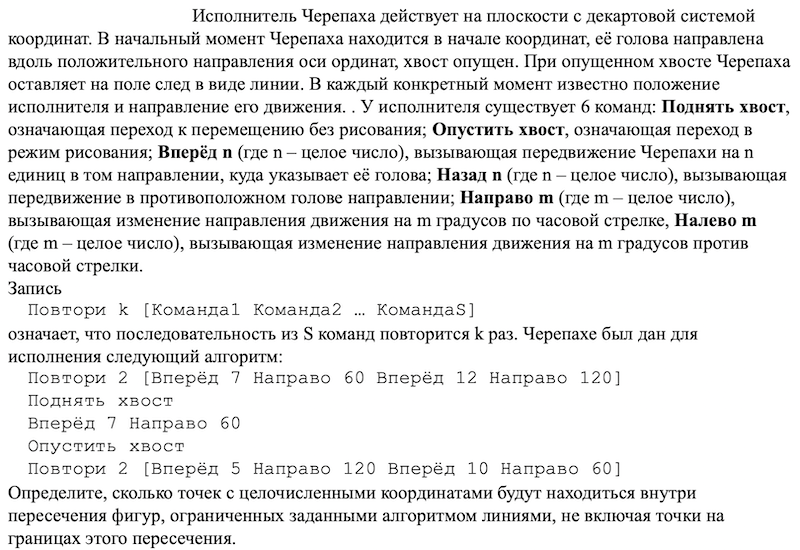 Исполнитель Черепаха действует на плоскости с декартовой системой
координат. В начальный момент Черепаха находится в начале координат, её голова направлена
вдоль положительного направления оси ординат, хвост опущен. При опущенном хвосте Черепаха
оставляет на поле след в виде линии. В каждый конкретный момент известно положение
исполнителя и направление его движения. . У исполнителя существует 6 команд: Поднять хвост,
означающая переход к перемещению без рисования; Опустить хвост, означающая переход в
режим рисования; Вперёд n (где n – целое число), вызывающая передвижение Черепахи на n
единиц в том направлении, куда указывает её голова; Назад n (где n – целое число), вызывающая
передвижение в противоположном голове направлении; Направо m (где m – целое число),
вызывающая изменение направления движения на m градусов по часовой стрелке, Налево m
(где m – целое число), вызывающая изменение направления движения на m градусов против
часовой стрелки.
Запись
Повтори k [Команда1 Команда2 … КомандаS]
означает, что последовательность из S команд повторится k раз. Черепахе был дан для
исполнения следующий алгоритм:
Повтори 2 [Вперёд 7 Направо 60 Вперёд 12 Направо 120]
Поднять хвост
Вперёд 7 Направо 60
Опустить хвост
Повтори 2 [Вперёд 5 Направо 120 Вперёд 10 Направо 60]
Определите, сколько точек с целочисленными координатами будут находиться внутри
пересечения фигур, ограниченных заданными алгоритмом линиями, не включая точки на
границах этого пересечения.